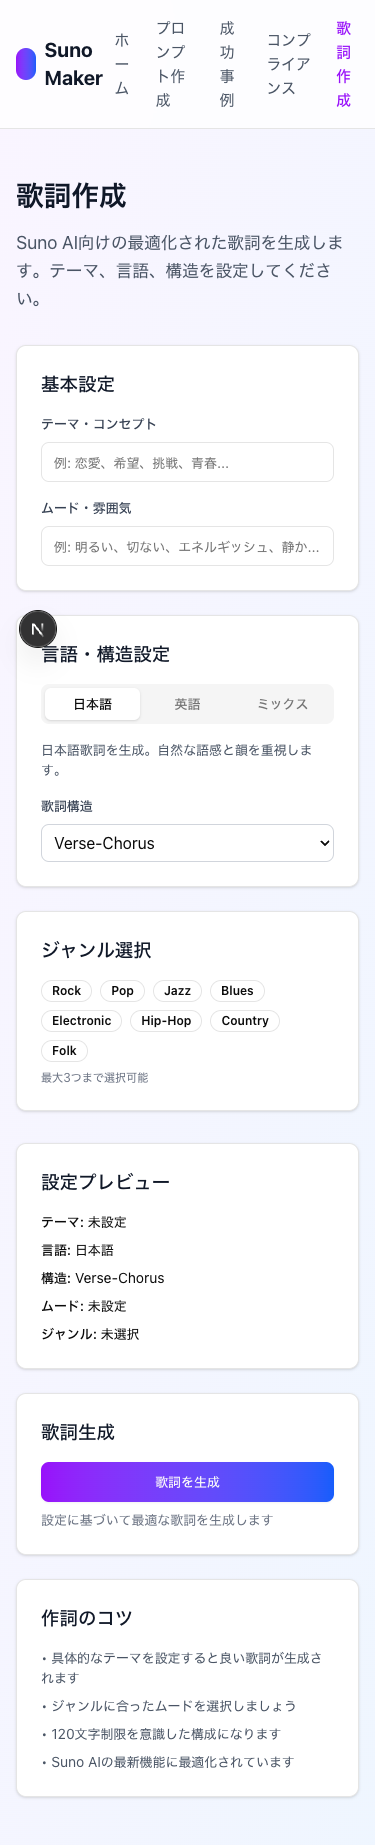 Suno Maker
ホーム
プロンプト作成
成功事例
コンプライアンス
歌詞作成
歌詞作成
Suno AI向けの最適化された歌詞を生成しま
す。テーマ、言語、構造を設定してくださ
い。
基本設定
テーマ・コンセプト
例: 恋愛、希望、挑戦、青春...
ムード・雰囲気
例: 明るい、切ない、エネルギッシュ、静か...
N
言語・構造設定
日本語 英語 ミックス
日本語歌詞を生成。自然な語感と韻を重視しま
す。
歌詞構造
Verse-Chorus
ジャンル選択
Rock Pop Jazz Blues
Electronic Hip-Hop Country
Folk
最大3つまで選択可能
設定プレビュー
テーマ: 未設定
言語: 日本語
構造: Verse-Chorus
ムード: 未設定
ジャンル: 未選択
歌詞生成
歌詞を生成
設定に基づいて最適な歌詞を生成します
作詞のコツ
• 具体的なテーマを設定すると良い歌詞が生成さ
れます
• ジャンルに合ったムードを選択しましょう
• 120文字制限を意識した構成になります
• Suno AIの最新機能に最適化されています